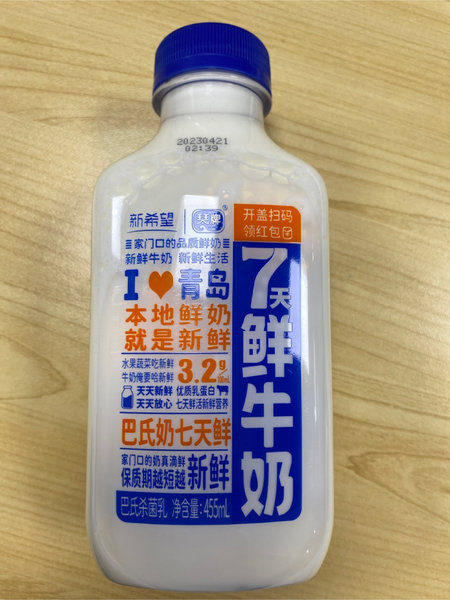 20230421
02:39
新希望
琴牌
开盖扫码
领红包
家门口的品质鲜奶
新鲜牛奶 新鲜生活
I 青岛
本地鲜奶
就是新鲜
水果蔬菜吃新鲜
牛奶俺要哈新鲜
3.2g/100mL
天天新鲜
天天放心
优质乳蛋白
七天鲜活新鲜营养
巴氏奶七天鲜
家门口的奶真滴鲜
保质期越短越新鲜
巴氏杀菌乳 净含量:455mL
7天鲜牛奶